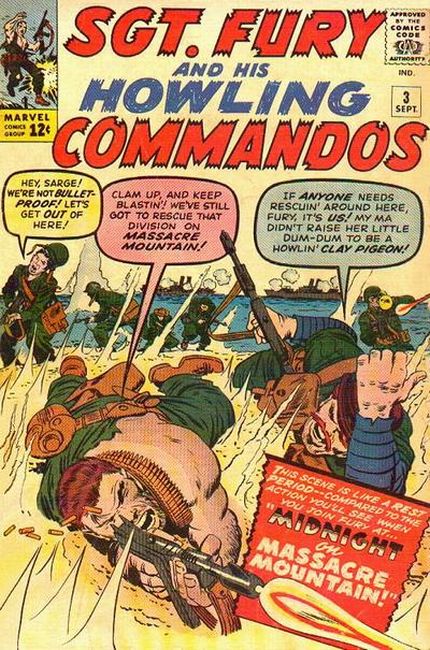 SGT. FURY
AND HIS
HOWLING
COMMANDOS
APPROVED
BY THE
COMICS
CODE
CA
AUTHORITY
IND.
MARVEL
COMICS
GROUP
12¢
3
SEPT.
HEY, SARGE!
WE'RE NOT BULLET-
PROOF! LET'S
GET OUT OF
HERE!
CLAM UP, AND KEEP
BLASTIN'! WE'VE STILL
GOT TO RESCUE THAT
DIVISION ON
MASSACRE
MOUNTAIN!
IF ANYONE NEEDS
RESCUIN' AROUND HERE,
FURY, IT'S US! MY MA
DIDN'T RAISE HER LITTLE
DUM-DUM TO BE A
HOWLIN' CLAY PIGEON!
THIS SCENE IS LIKE A REST
PERIOD--COMPARED TO THE
ACTION YOU'LL SEE WHEN
YOU JOIN FURY AT..
"MIDNIGHT
on
MASSACRE
MOUNTAIN!"